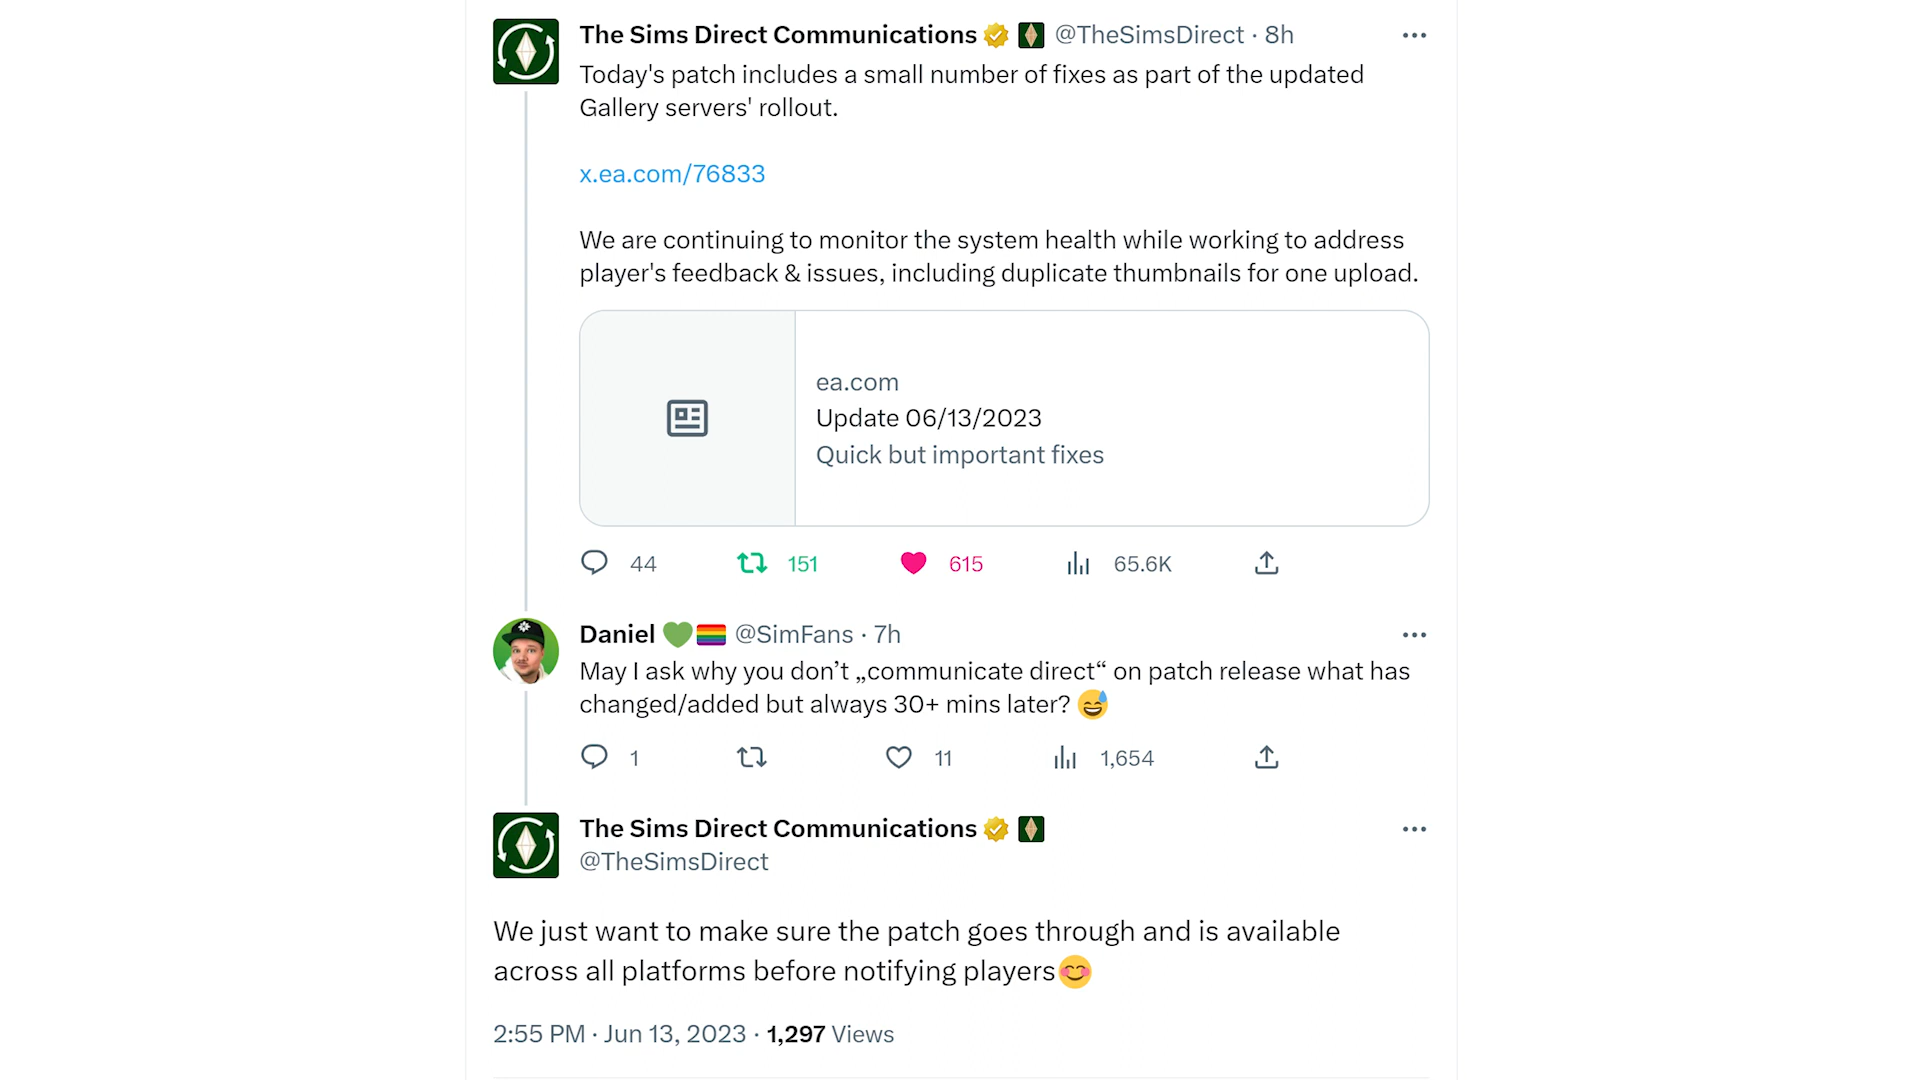 The Sims Direct Communications @TheSimsDirect · 8h
Today's patch includes a small number of fixes as part of the updated
Gallery servers' rollout.
x.ea.com/76833
We are continuing to monitor the system health while working to address
player's feedback & issues, including duplicate thumbnails for one upload.
ea.com
Update 06/13/2023
Quick but important fixes
44 151 615 65.6K
Daniel 💚🏳️‍🌈 @SimFans · 7h
May I ask why you don’t „communicate direct“ on patch release what has
changed/added but always 30+ mins later? 😅
1 11 1,654
The Sims Direct Communications
@TheSimsDirect
We just want to make sure the patch goes through and is available
across all platforms before notifying players😊
2:55 PM · Jun 13, 2023 · 1,297 Views